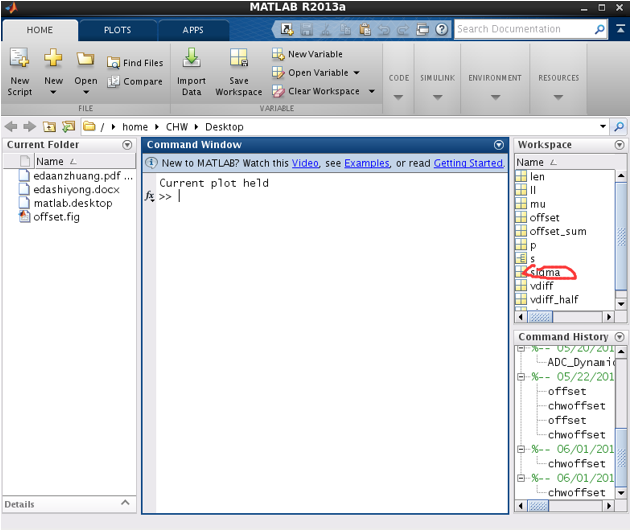 MATLAB R2013a
HOME PLOTS APPS Search Documentation
New Script
New
Open
Find Files
Compare
Import Data
Save Workspace
New Variable
Open Variable
Clear Workspace
CODE
SIMULINK
ENVIRONMENT
RESOURCES
FILE
VARIABLE
/ home CHW Desktop
Current Folder
Name
edaanzhuang.pdf ...
edashiyong.docx
matlab.desktop
offset.fig
Details
Command Window
New to MATLAB? Watch this Video, see Examples, or read Getting Started.
Current plot held
fx >>
Workspace
Name
len
ll
mu
offset
offset_sum
p
s
sigma
vdiff
vdiff_half
Command History
%-- 05/20/201
ADC_Dynamic
%-- 05/22/201
offset
chwoffset
offset
chwoffset
%-- 06/01/201
chwoffset
%-- 06/01/201
chwoffset